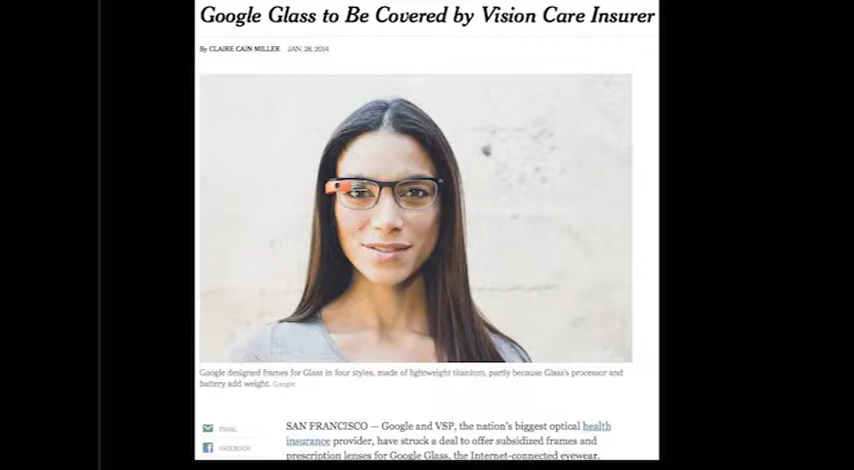 Google Glass to Be Covered by Vision Care Insurer
By CLAIRE CAIN MILLER JAN. 28, 2014
Google designed frames for Glass in four styles, made of lightweight titanium, partly because Glass's processor and
battery add weight. Google
EMAIL
FACEBOOK
SAN FRANCISCO — Google and VSP, the nation's biggest optical health
insurance provider, have struck a deal to offer subsidized frames and
prescription lenses for Google Glass, the Internet-connected eyewear.